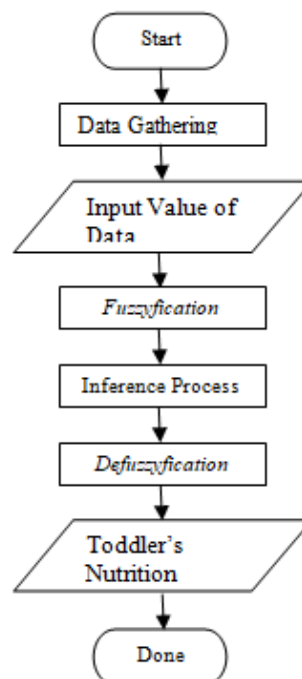 Start
Data Gathering
Input Value of
Data
Fuzzyfication
Inference Process
Defuzzyfication
Toddler's
Nutrition
Done